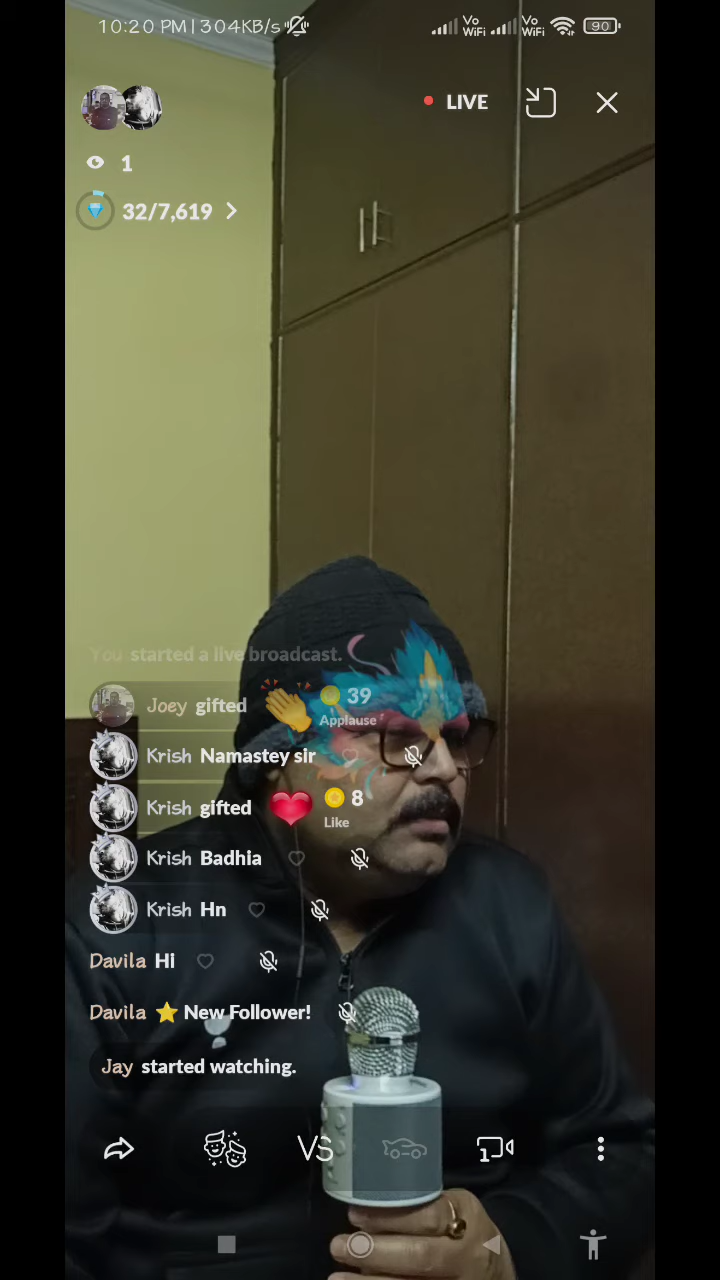 10:20 PM | 304KB/s
Vo WiFi
Vo WiFi
90
LIVE
1
32/7,619
You started a live broadcast.
Joey gifted 39
Applause
Krish Namastey sir
Krish gifted 8
Like
Krish Badhia
Krish Hn
Davila Hi
Davila ⭐ New Follower!
Jay started watching.
VS
1